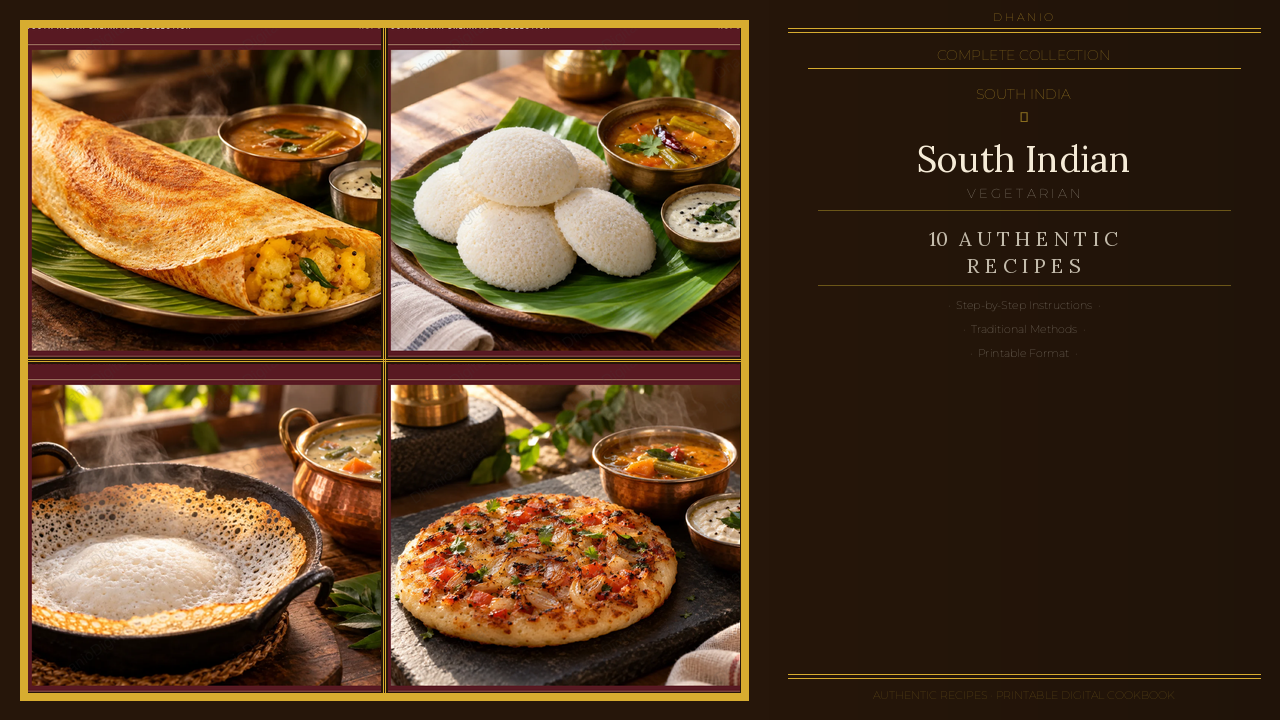 DHANIO
COMPLETE COLLECTION
SOUTH INDIA
South Indian
VEGETARIAN
10 AUTHENTIC
RECIPES
· Step-by-Step Instructions ·
· Traditional Methods ·
· Printable Format ·
AUTHENTIC RECIPES · PRINTABLE DIGITAL COOKBOOK